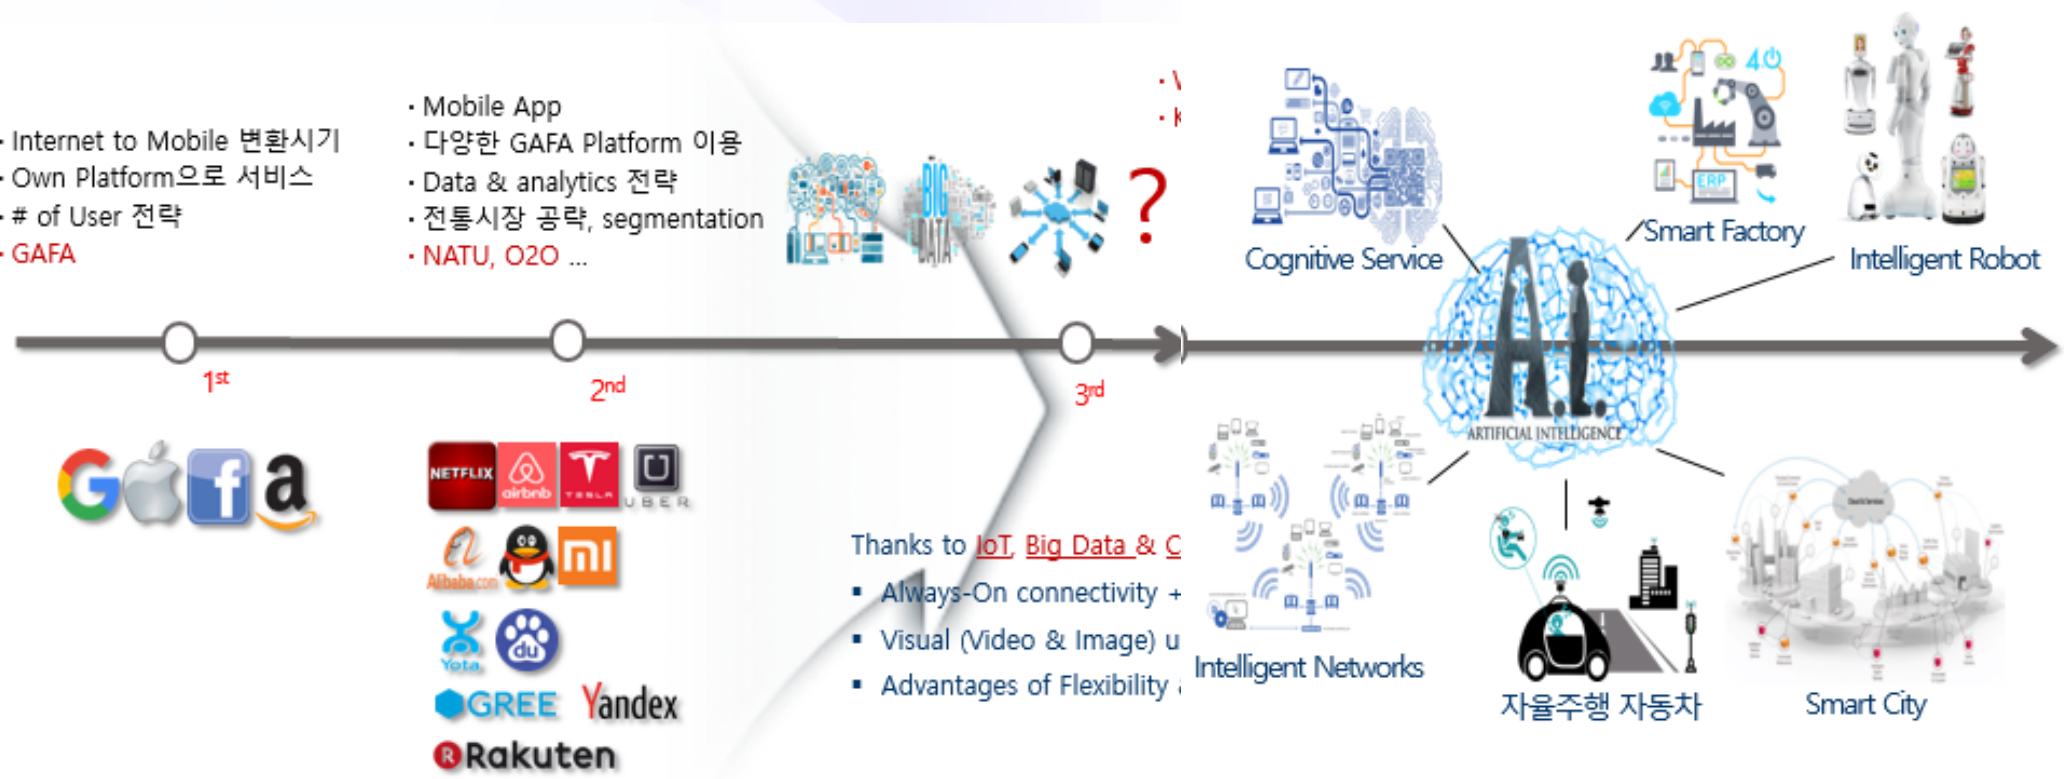 · Internet to Mobile 변환시기
· Own Platform으로 서비스
· # of User 전략
· GAFA
· Mobile App
· 다양한 GAFA Platform 이용
· Data & analytics 전략
· 전통시장 공략, segmentation
· NATU, O2O ...
BIG
DATA
?
1st
2nd
3rd
G
f
a
NETFLIX
airbnb
TESLA
UBER
Alibaba.com
mi
Yota
du
GREE
Yandex
Rakuten
Thanks to IoT, Big Data & C
▪ Always-On connectivity +
▪ Visual (Video & Image) u
▪ Advantages of Flexibility
Cognitive Service
4.0
ERP
Smart Factory
Intelligent Robot
A.I.
ARTIFICIAL INTELLIGENCE
Intelligent Networks
자율주행 자동차
Smart City